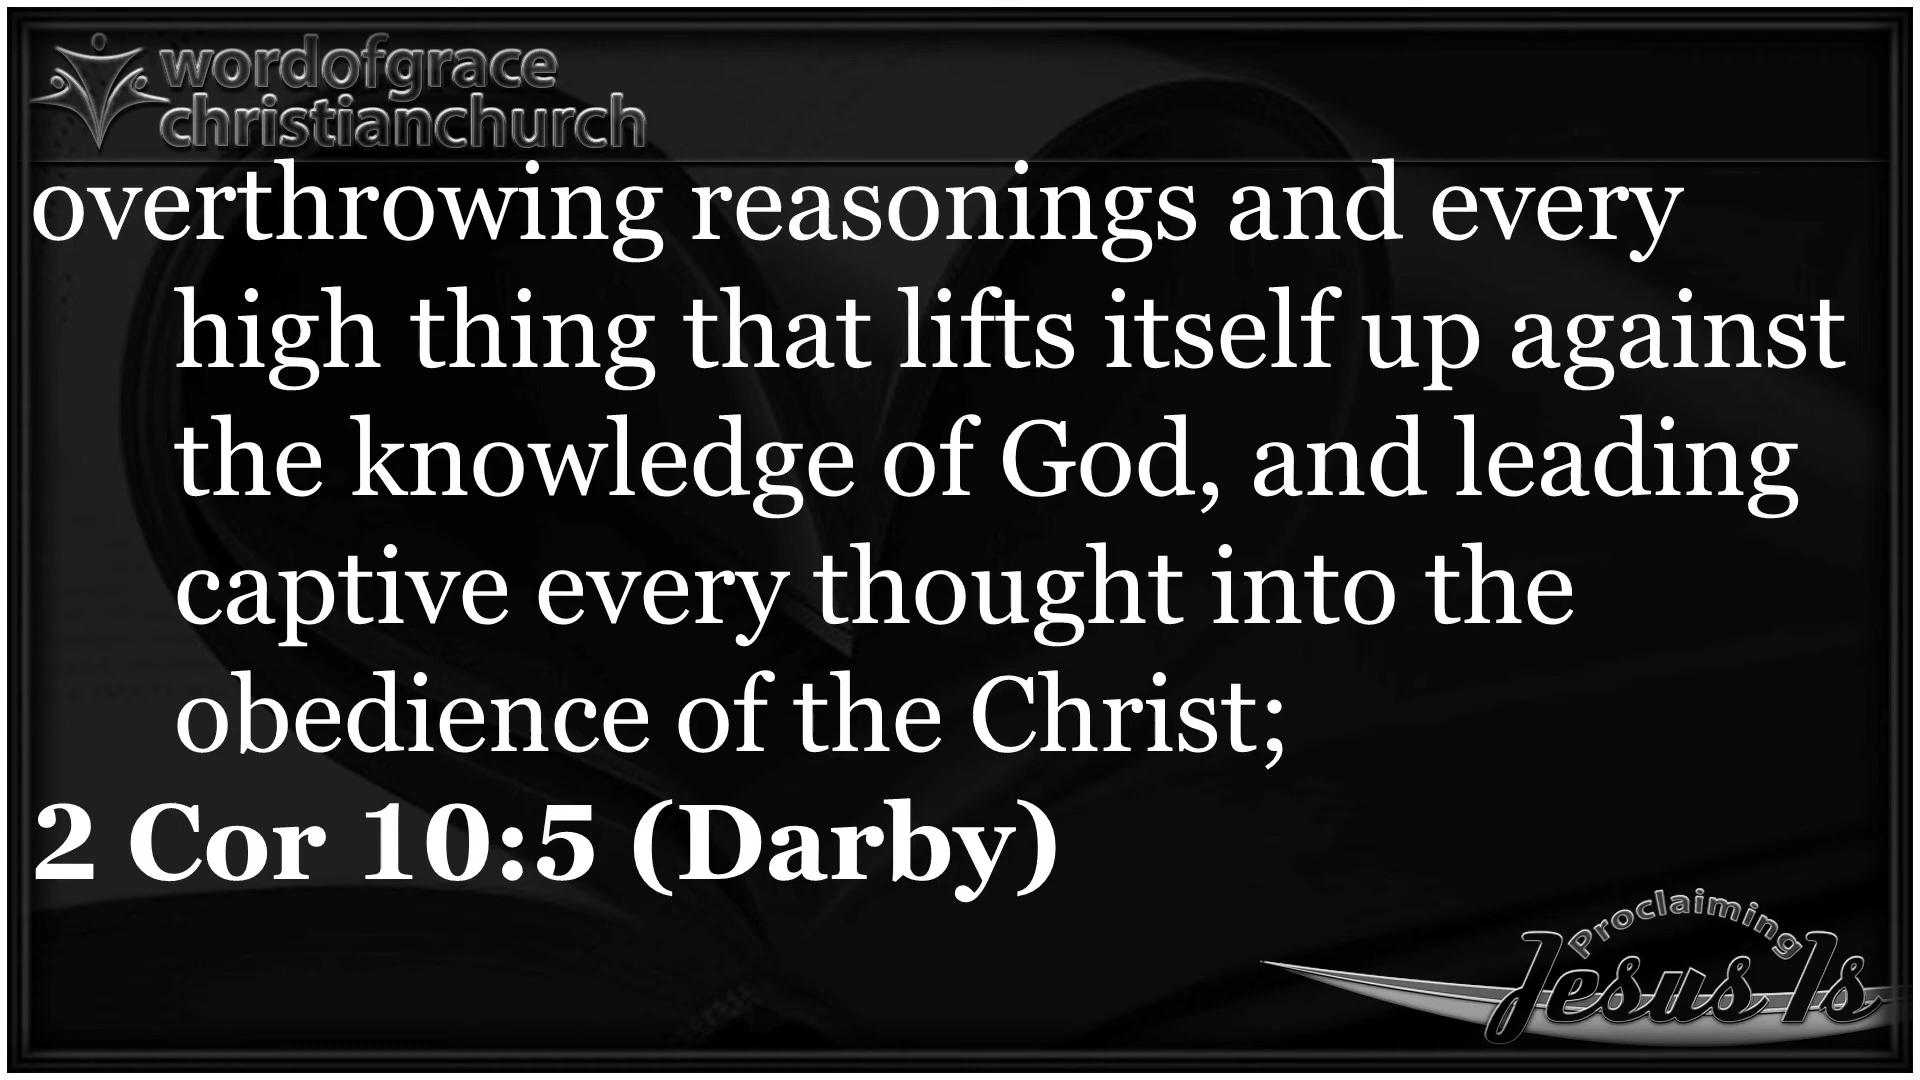 wordofgrace
christianchurch
overthrowing reasonings and every
high thing that lifts itself up against
the knowledge of God, and leading
captive every thought into the
obedience of the Christ;
2 Cor 10:5 (Darby)
Proclaiming
Jesus Is